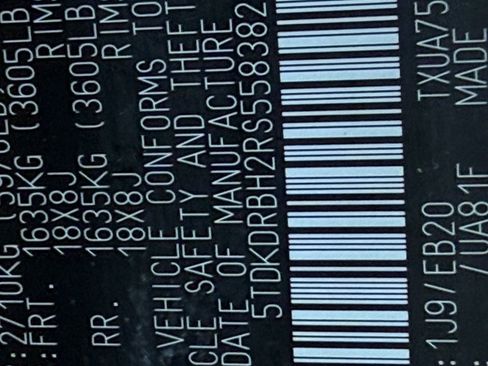 :2710KG
:FRT. 1635KG (3605LB
18X8J RIMS
RR. 1635KG (3605LB
18X8J RIM
VEHICLE CONFORMS TO
CLE SAFETY AND THEFT
DATE OF MANUFACTURE
5TDKDRBH2RS558382
: 1J9/EB20 TXUA75
: /UA81F MADE